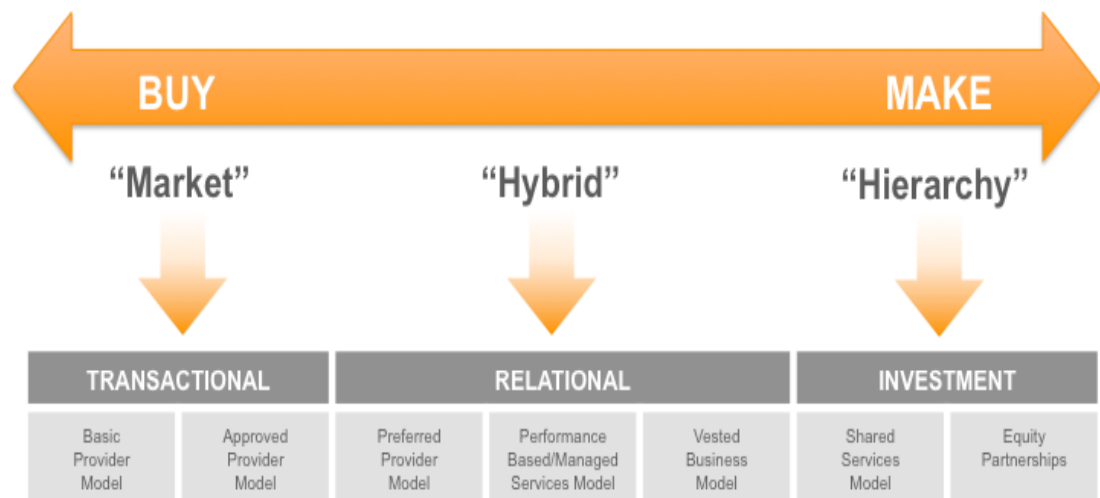 BUY MAKE
“Market” “Hybrid” “Hierarchy”
TRANSACTIONAL RELATIONAL INVESTMENT
Basic
Provider
Model
Approved
Provider
Model
Preferred
Provider
Model
Performance
Based/Managed
Services Model
Vested
Business
Model
Shared
Services
Model
Equity
Partnerships